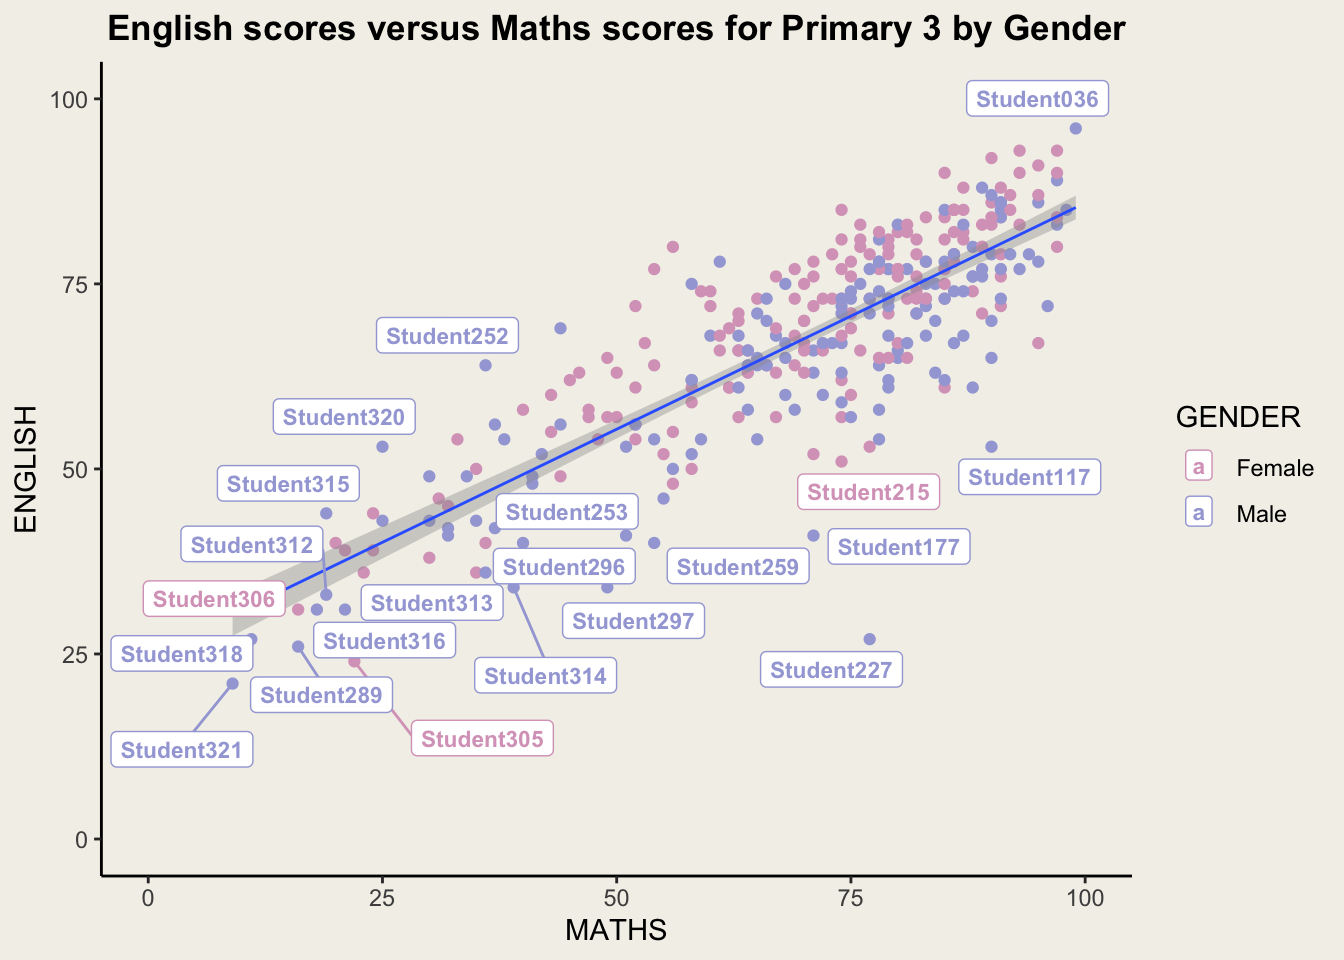 English scores versus Maths scores for Primary 3 by Gender
ENGLISH
100
75
50
25
0
Student036
Student252
Student320
Student315
Student312
Student306
Student318
Student321
Student289
Student316
Student313
Student305
Student253
Student296
Student314
Student297
Student259
Student215
Student177
Student117
Student227
0
25
50
75
100
MATHS
GENDER
a Female
a Male